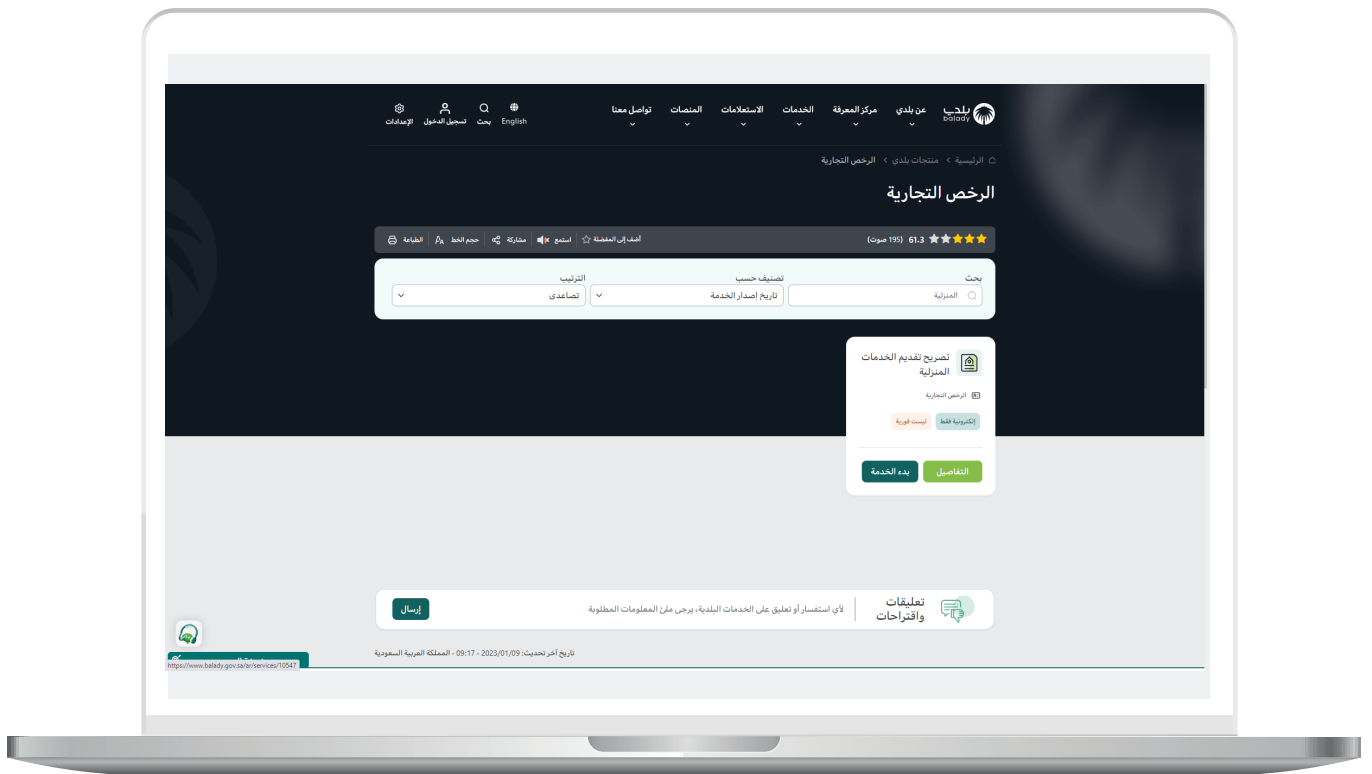 بلدي
balady
عن بلدي
مركز المعرفة
الخدمات
الاستعلامات
المنصات
تواصل معنا
English
بحث
تسجيل الدخول
الإعدادات
الرئيسية > منتجات بلدي > الرخص التجارية
الرخص التجارية
61.3 (195 صوت)
أضف إلى المفضلة
استمع
مشاركة
حجم الخط
الطباعة
بحث
تصنيف حسب
الترتيب
المنزلية
تاريخ إصدار الخدمة
تصاعدى
تصريح تقديم الخدمات
المنزلية
الرخص التجارية
إلكترونية فقط
ليست فورية
التفاصيل
بدء الخدمة
تعليقات
واقتراحات
لأي استفسار أو تعليق على الخدمات البلدية، يرجى ملئ المعلومات المطلوبة
إرسال
تاريخ آخر تحديث: 2023/01/09 - 09:17 - المملكة العربية السعودية
https://www.balady.gov.sa/ar/services/10547